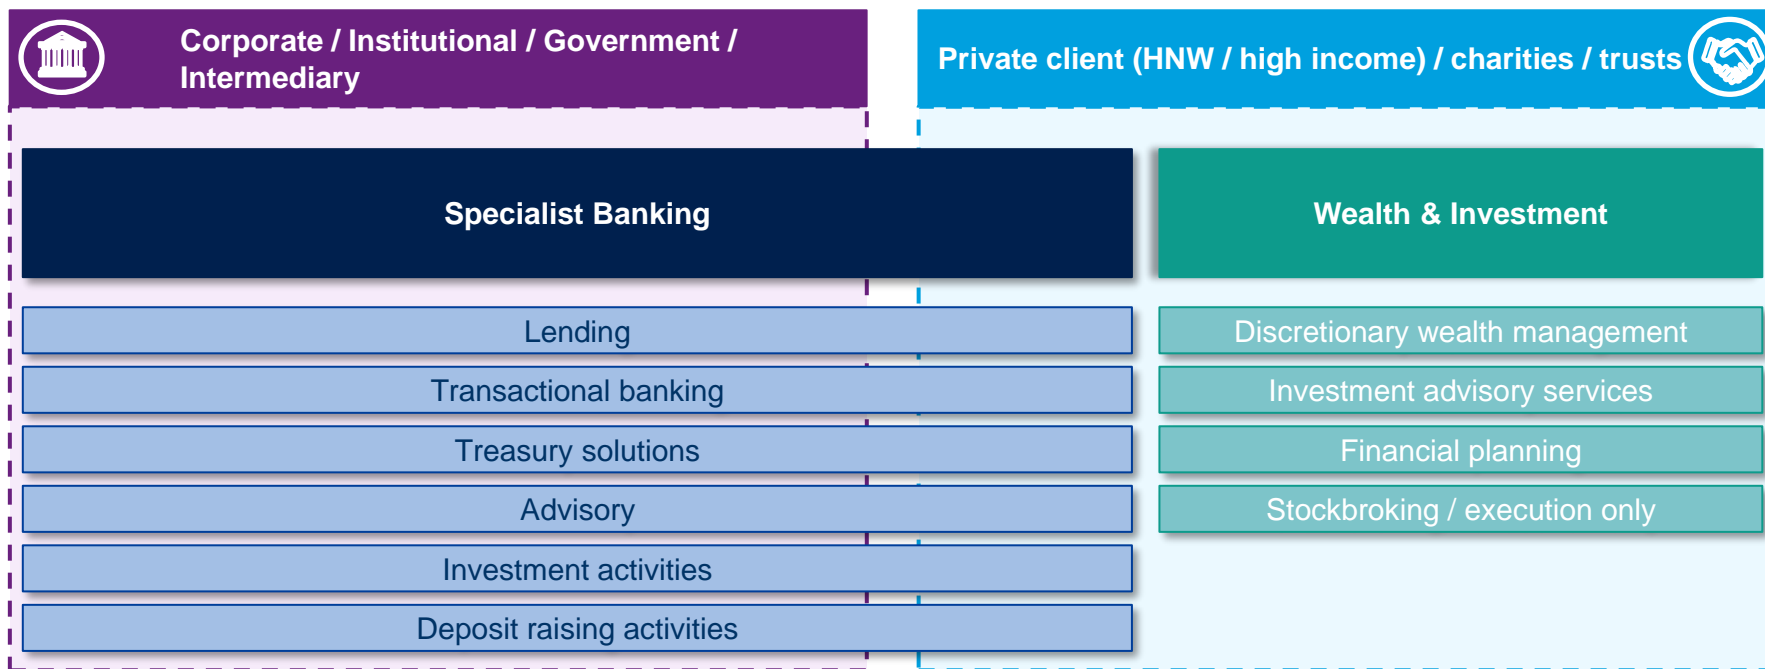 Corporate / Institutional / Government /
Intermediary
Private client (HNW / high income) / charities / trusts
Specialist Banking
Wealth & Investment
Lending
Transactional banking
Treasury solutions
Advisory
Investment activities
Deposit raising activities
Discretionary wealth management
Investment advisory services
Financial planning
Stockbroking / execution only